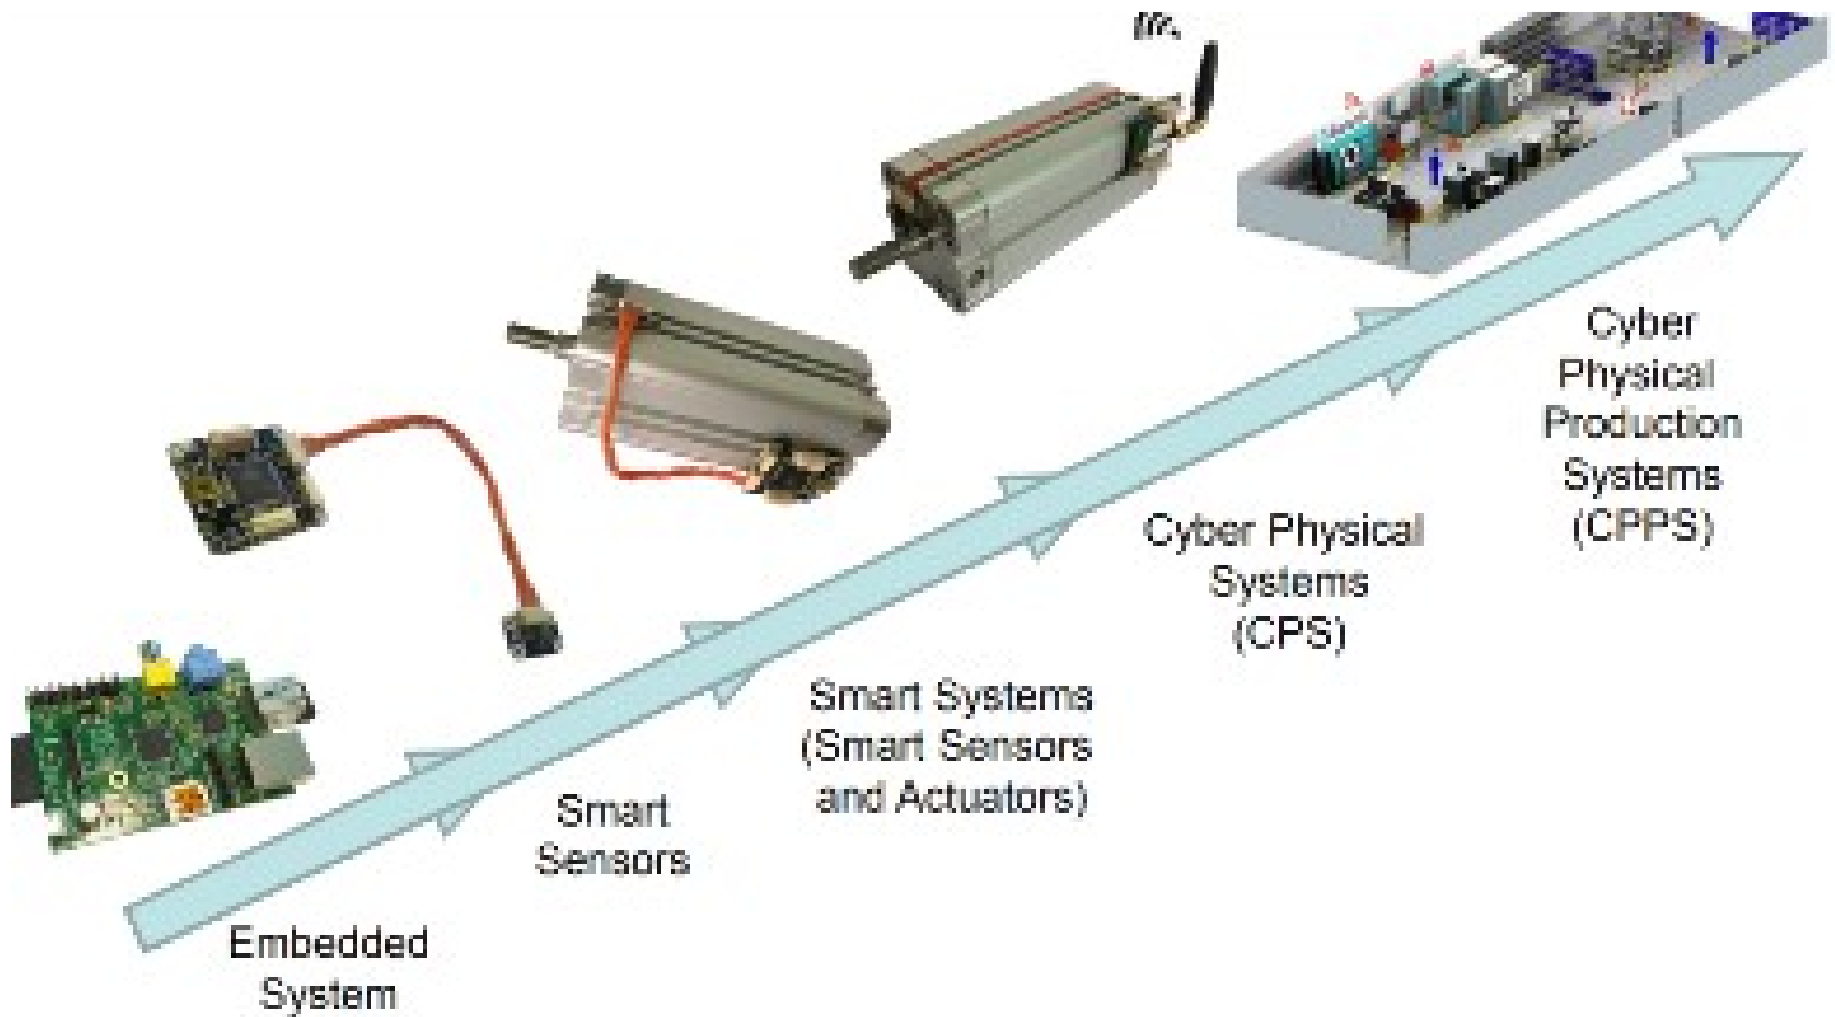 Embedded
System
Smart
Sensors
Smart Systems
(Smart Sensors
and Actuators)
Cyber Physical
Systems
(CPS)
Cyber
Physical
Production
Systems
(CPPS)